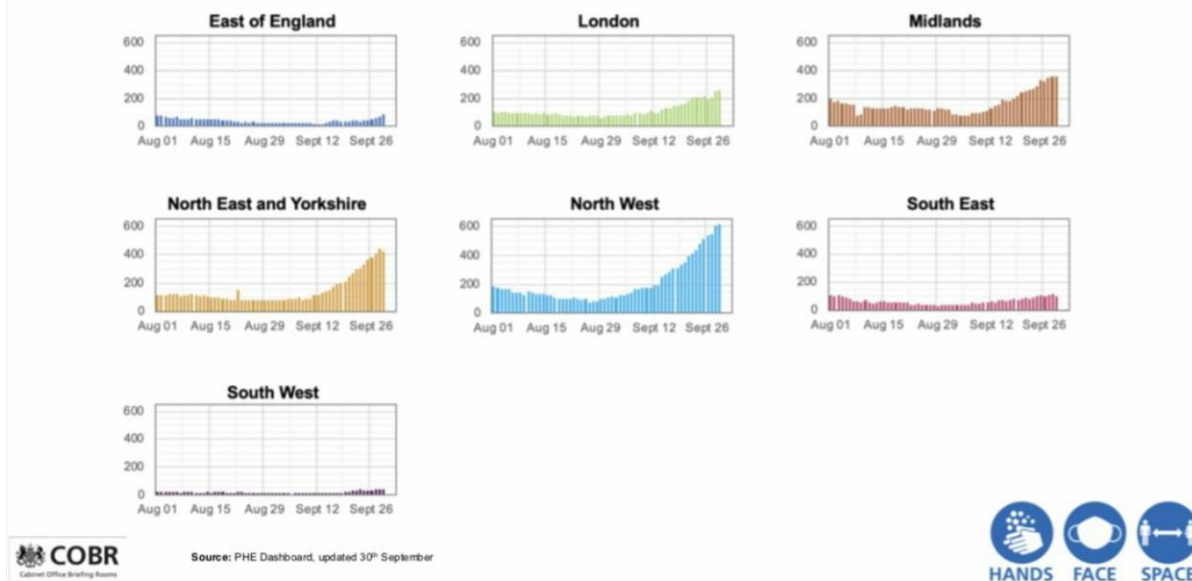 East of England
London
Midlands
600
400
200
0
Aug 01 Aug 15 Aug 29 Sept 12 Sept 26
600
400
200
0
Aug 01 Aug 15 Aug 29 Sept 12 Sept 26
600
400
200
0
Aug 01 Aug 15 Aug 29 Sept 12 Sept 26
North East and Yorkshire
North West
South East
600
400
200
0
Aug 01 Aug 15 Aug 29 Sept 12 Sept 26
600
400
200
0
Aug 01 Aug 15 Aug 29 Sept 12 Sept 26
600
400
200
0
Aug 01 Aug 15 Aug 29 Sept 12 Sept 26
South West
600
400
200
0
Aug 01 Aug 15 Aug 29 Sept 12 Sept 26
COBR
Cabinet Office Briefing Rooms
Source: PHE Dashboard, updated 30th September
HANDS FACE SPACE